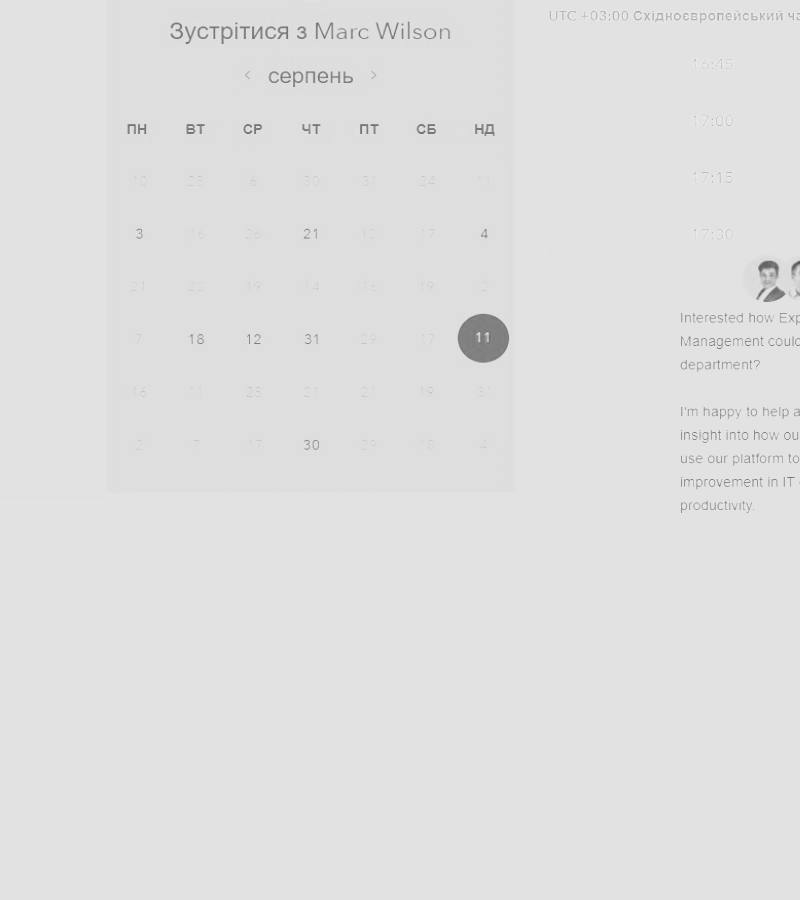 Зустрітися з Marc Wilson
серпень
ПН ВТ СР ЧТ ПТ СБ НД
10 28 6 30 31 24 11
3 16 26 21 12 17 4
21 22 19 14 16 19 2
7 18 12 31 29 17 11
16 11 23 21 21 19 31
2 7 17 30 29 18 4
UTC +03:00 Східноєвропейський
16:45
17:00
17:15
17:30
Interested how
Management could
department?
I'm happy to help
insight into how
use our platform to
improvement in IT
productivity.